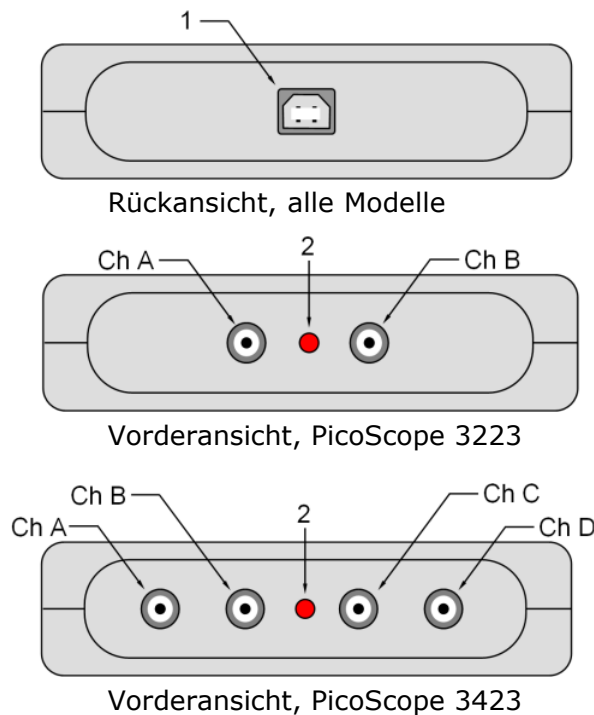 1
Rückansicht, alle Modelle
Ch A
2
Ch B
Vorderansicht, PicoScope 3223
Ch A
Ch B
2
Ch C
Ch D
Vorderansicht, PicoScope 3423